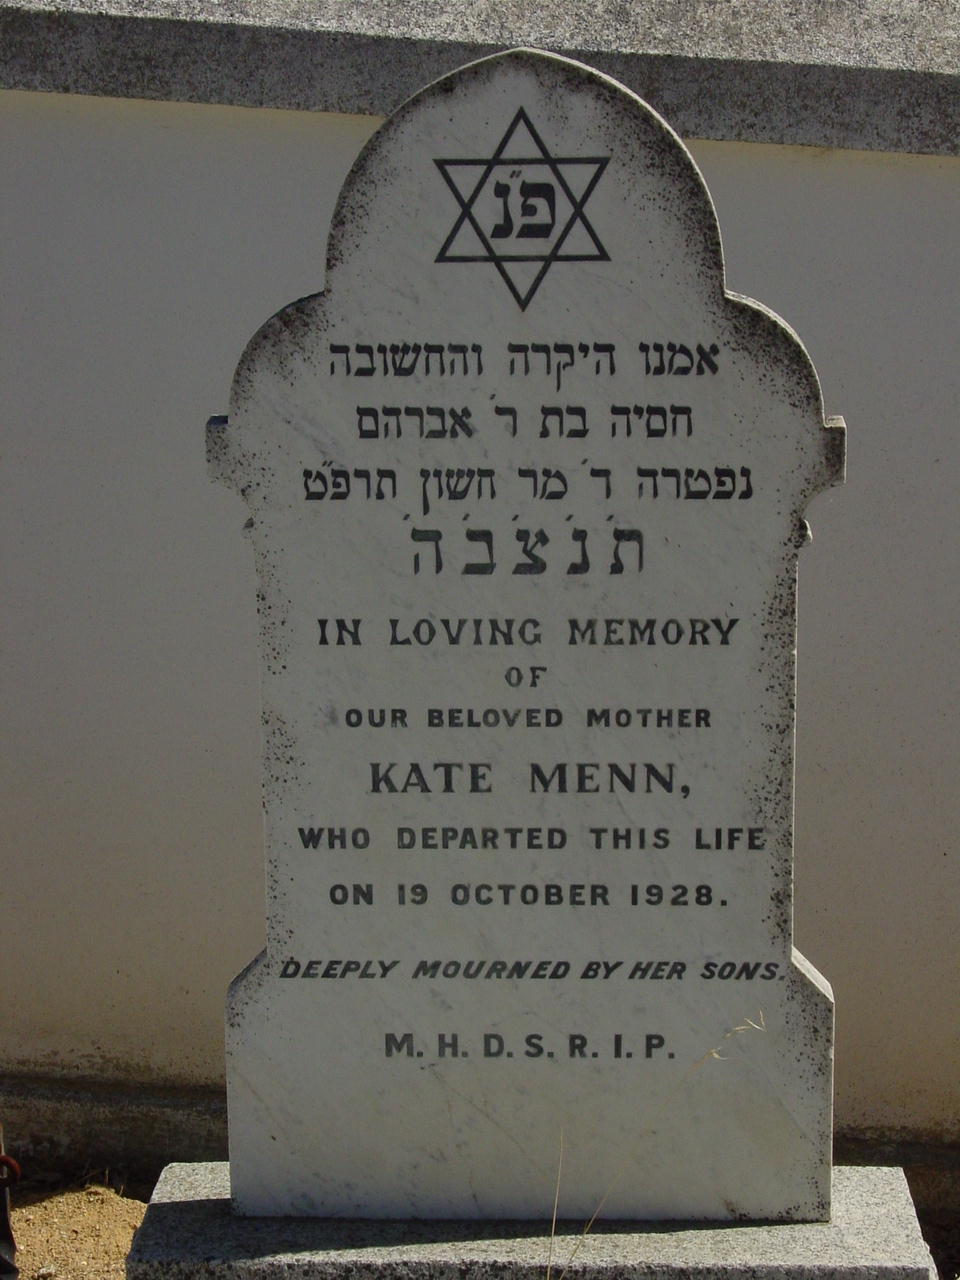 פ"נ
אמנו היקרה והחשובה
חסיה בת ר' אברהם
נפטרה ד' מר חשון תרפ"ט
ת'נ'צ'ב'ה'
IN LOVING MEMORY
OF
OUR BELOVED MOTHER
KATE MENN,
WHO DEPARTED THIS LIFE
ON 19 OCTOBER 1928.
DEEPLY MOURNED BY HER SONS.
M. H. D. S. R. I. P.